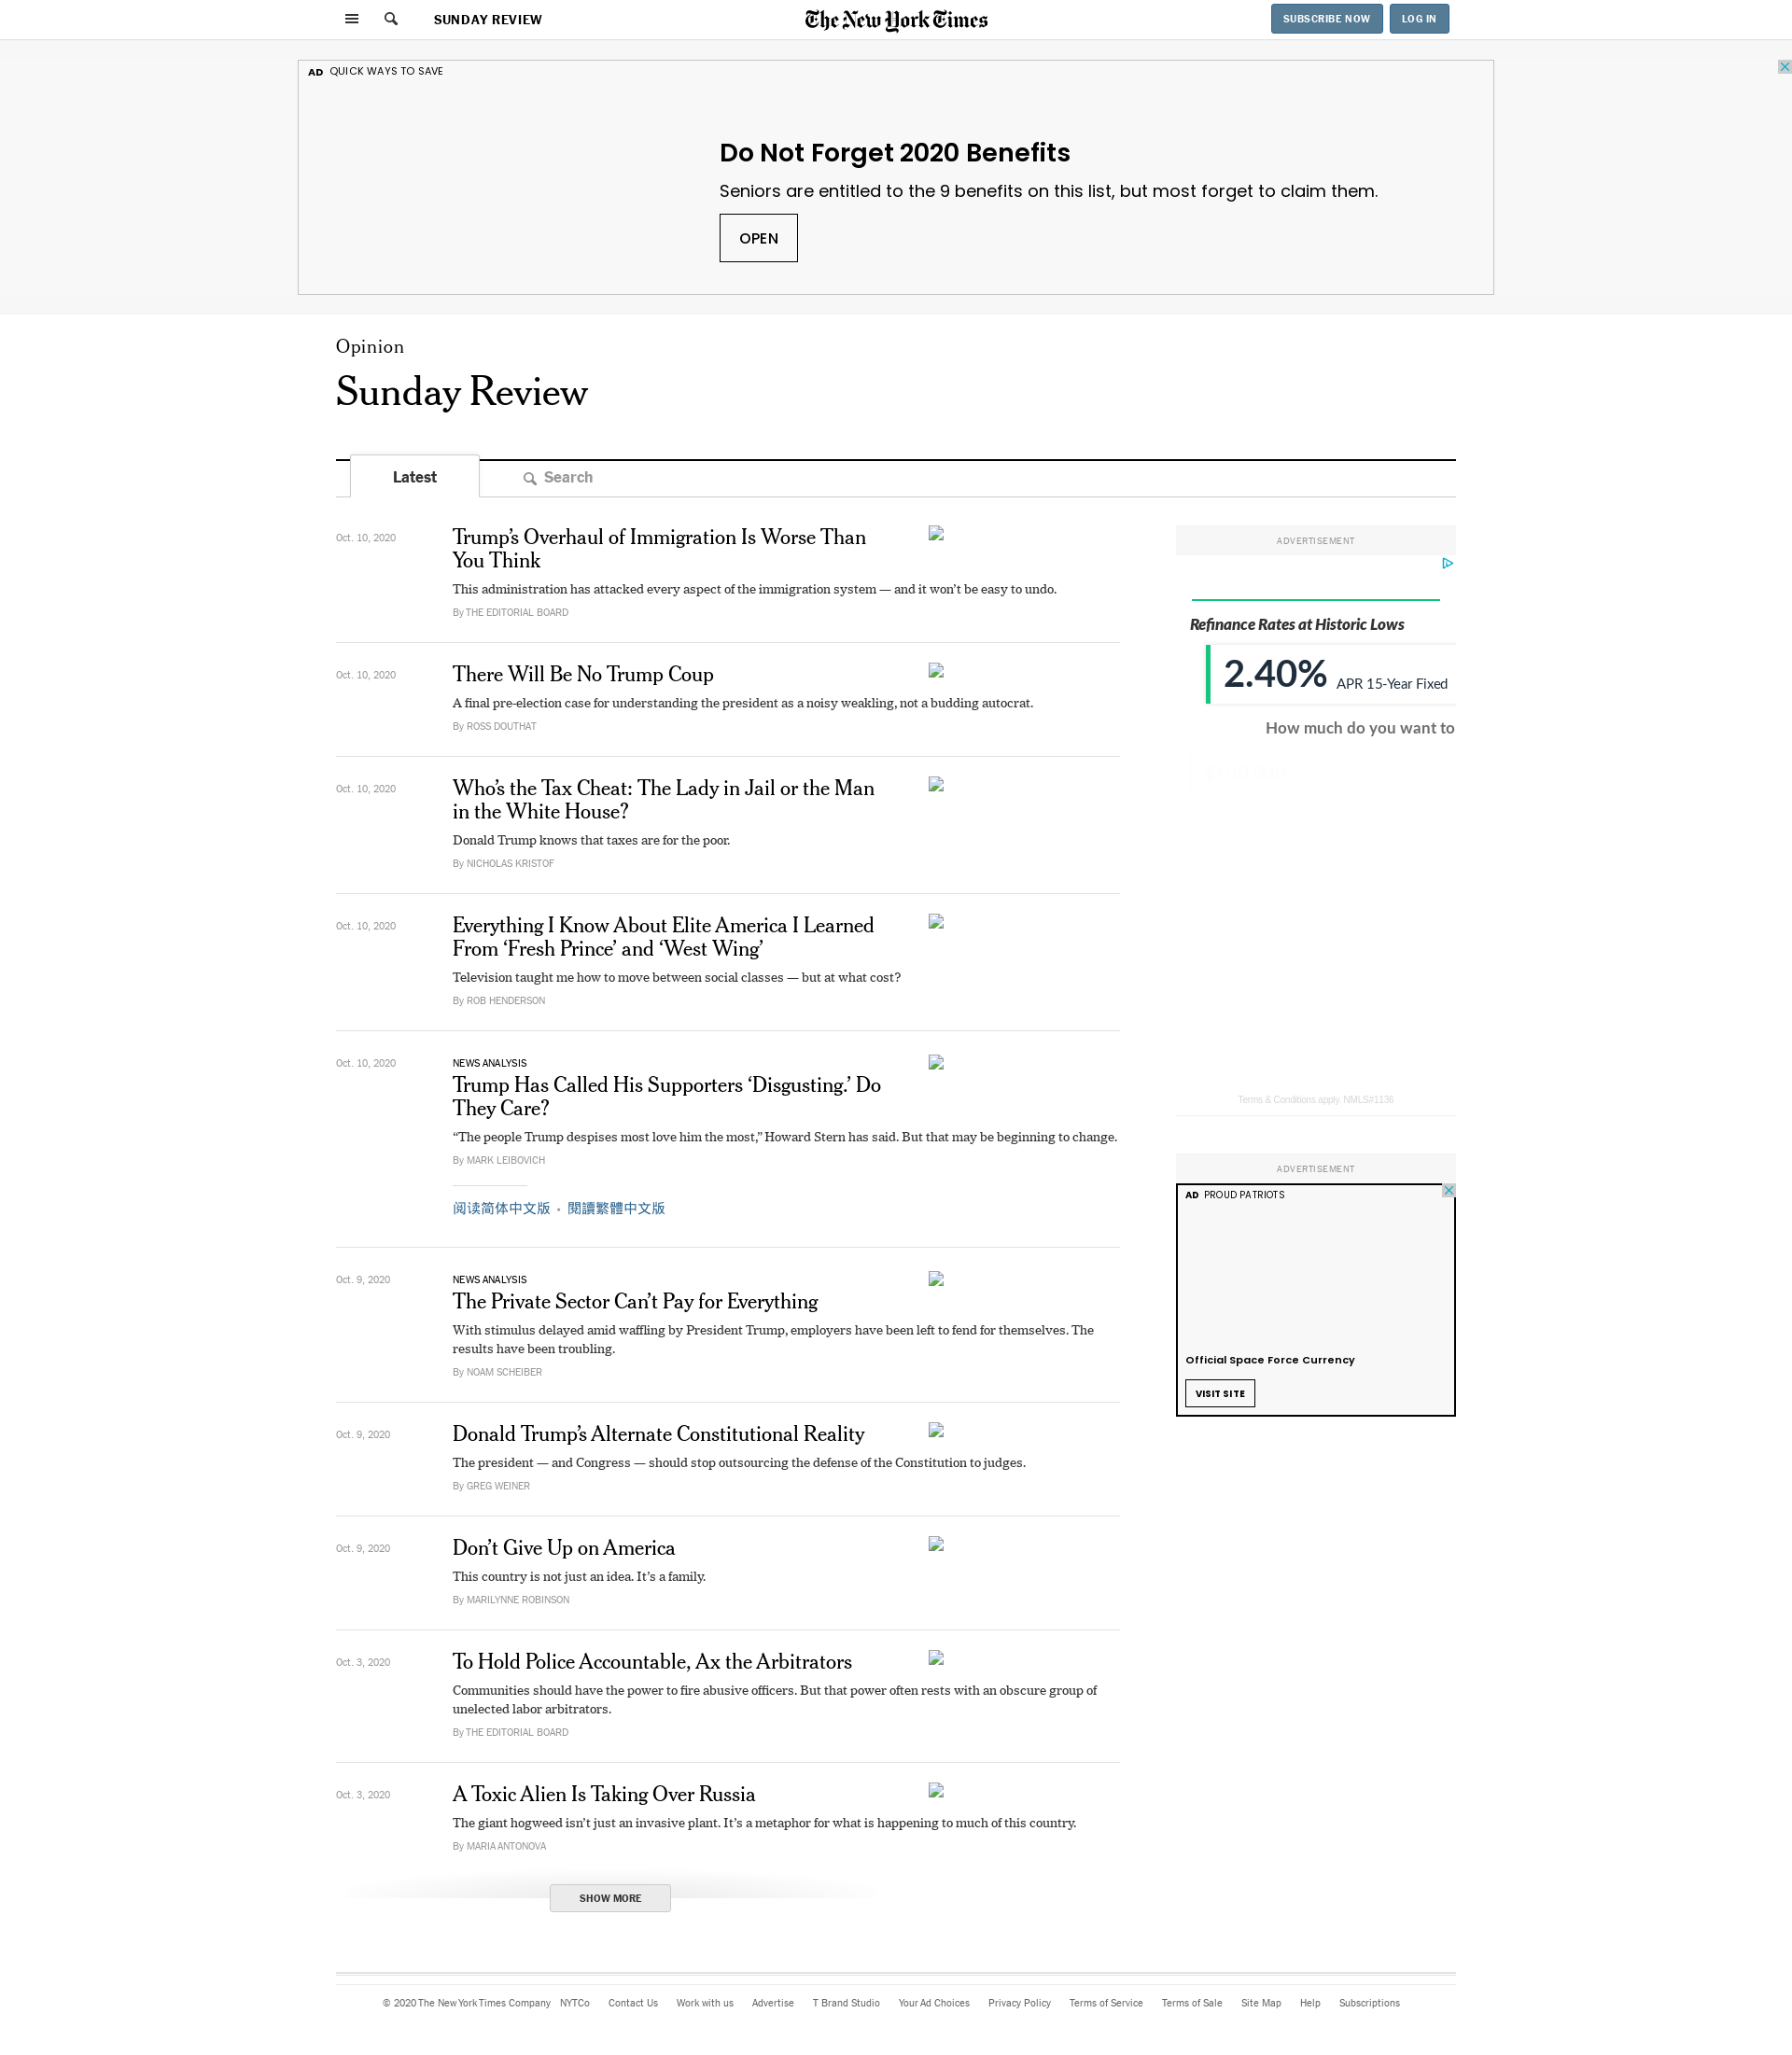 SUNDAY REVIEW
The New York Times
SUBSCRIBE NOW
LOG IN
AD QUICK WAYS TO SAVE
Do Not Forget 2020 Benefits
Seniors are entitled to the 9 benefits on this list, but most forget to claim them.
OPEN
Opinion
Sunday Review
Latest
Search
Oct. 10, 2020
Trump’s Overhaul of Immigration Is Worse Than
You Think
This administration has attacked every aspect of the immigration system — and it won’t be easy to undo.
By THE EDITORIAL BOARD
Oct. 10, 2020
There Will Be No Trump Coup
A final pre-election case for understanding the president as a noisy weakling, not a budding autocrat.
By ROSS DOUTHAT
Oct. 10, 2020
Who’s the Tax Cheat: The Lady in Jail or the Man
in the White House?
Donald Trump knows that taxes are for the poor.
By NICHOLAS KRISTOF
Oct. 10, 2020
Everything I Know About Elite America I Learned
From ‘Fresh Prince’ and ‘West Wing’
Television taught me how to move between social classes — but at what cost?
By ROB HENDERSON
Oct. 10, 2020
NEWS ANALYSIS
Trump Has Called His Supporters ‘Disgusting.’ Do
They Care?
“The people Trump despises most love him the most,” Howard Stern has said. But that may be beginning to change.
By MARK LEIBOVICH
阅读简体中文版 • 閱讀繁體中文版
Oct. 9, 2020
NEWS ANALYSIS
The Private Sector Can’t Pay for Everything
With stimulus delayed amid waffling by President Trump, employers have been left to fend for themselves. The
results have been troubling.
By NOAM SCHEIBER
Oct. 9, 2020
Donald Trump’s Alternate Constitutional Reality
The president — and Congress — should stop outsourcing the defense of the Constitution to judges.
By GREG WEINER
Oct. 9, 2020
Don’t Give Up on America
This country is not just an idea. It’s a family.
By MARILYNNE ROBINSON
Oct. 3, 2020
To Hold Police Accountable, Ax the Arbitrators
Communities should have the power to fire abusive officers. But that power often rests with an obscure group of
unelected labor arbitrators.
By THE EDITORIAL BOARD
Oct. 3, 2020
A Toxic Alien Is Taking Over Russia
The giant hogweed isn’t just an invasive plant. It’s a metaphor for what is happening to much of this country.
By MARIA ANTONOVA
SHOW MORE
ADVERTISEMENT
Refinance Rates at Historic Lows
2.40% APR 15-Year Fixed
How much do you want to
Terms & Conditions apply. NMLS#1136
ADVERTISEMENT
AD PROUD PATRIOTS
Official Space Force Currency
VISIT SITE
© 2020 The New York Times Company NYTCo Contact Us Work with us Advertise T Brand Studio Your Ad Choices Privacy Policy Terms of Service Terms of Sale Site Map Help Subscriptions